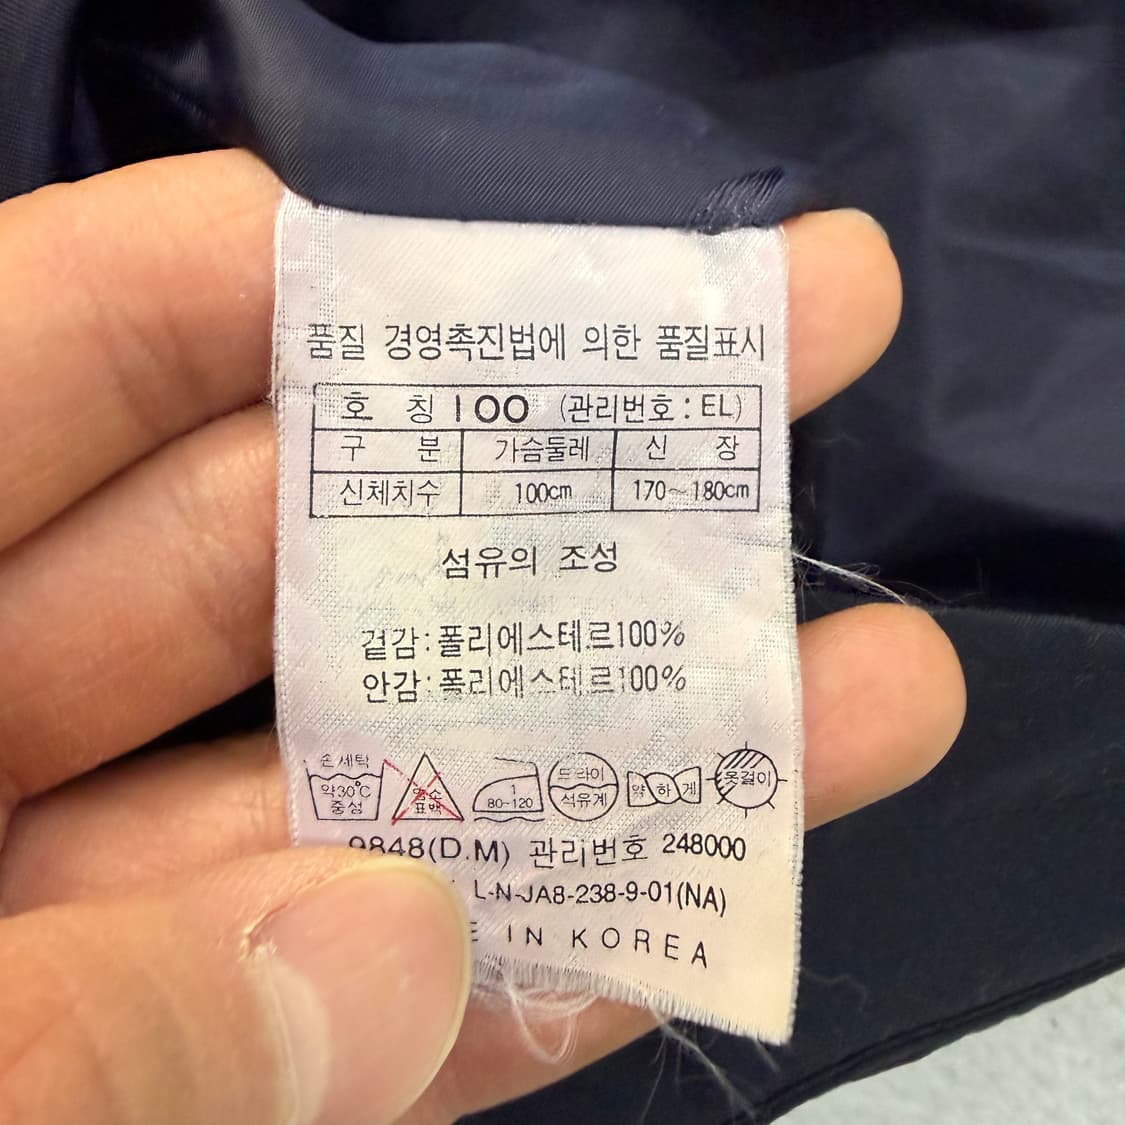 품질 경영촉진법에 의한 품질표시
호 칭 100 (관리번호 : EL)
구 분 가슴둘레 신 장
신체치수 100cm 170~180cm
섬유의 조성
겉감 : 폴리에스테르100%
안감 : 폴리에스테르100%
손세탁 약30℃ 중성
염소 표백
1 80~120
드라이 석유계
약하게
옷걸이
9848(D.M) 관리번호 248000
L-N-JA8-238-9-01(NA)
IN KOREA